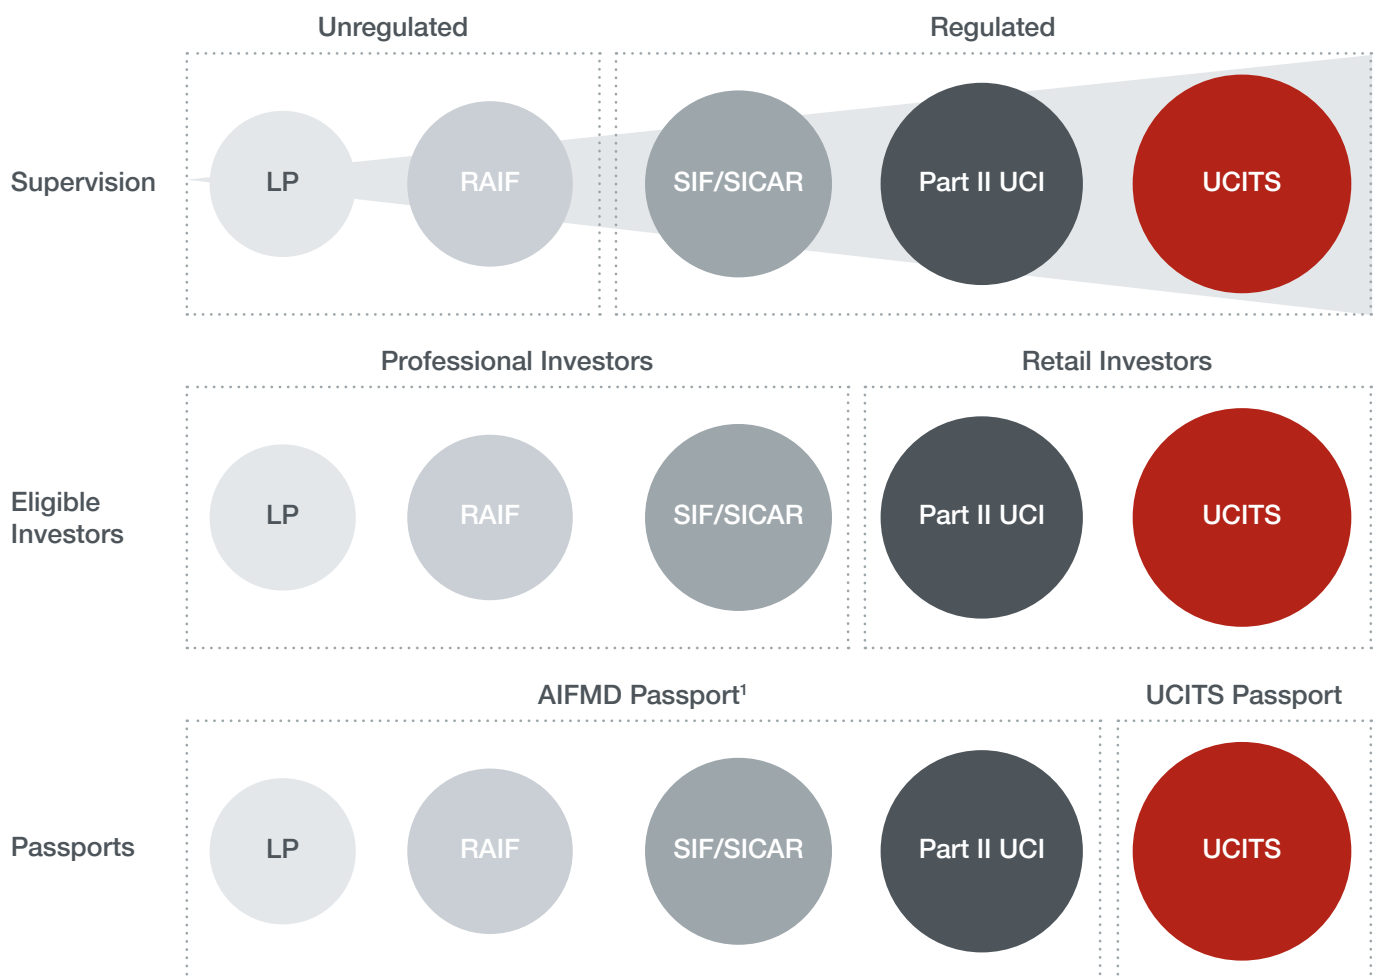 Unregulated
Regulated
Supervision
LP
RAIF
SIF/SICAR
Part II UCI
UCITS
Professional Investors
Retail Investors
Eligible
Investors
LP
RAIF
SIF/SICAR
Part II UCI
UCITS
AIFMD Passport¹
UCITS Passport
Passports
LP
RAIF
SIF/SICAR
Part II UCI
UCITS